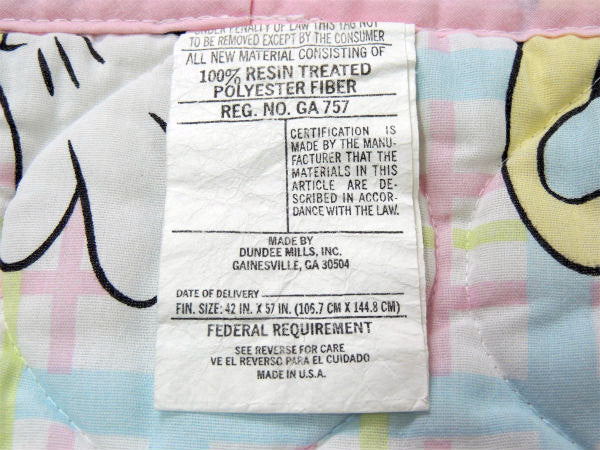 UNDER PENALTY OF LAW THIS TAG NOT
TO BE REMOVED EXCEPT BY THE CONSUMER
ALL NEW MATERIAL CONSISTING OF
100% RESIN TREATED
POLYESTER FIBER
REG. NO. GA 757
CERTIFICATION IS
MADE BY THE MANU-
FACTURER THAT THE
MATERIALS IN THIS
ARTICLE ARE DE-
SCRIBED IN ACCOR-
DANCE WITH THE LAW.
MADE BY
DUNDEE MILLS, INC.
GAINESVILLE, GA 30504
DATE OF DELIVERY
FIN. SIZE: 42 IN. X 57 IN. (106.7 CM X 144.8 CM)
FEDERAL REQUIREMENT
SEE REVERSE FOR CARE
VE EL REVERSO PARA EL CUIDADO
MADE IN U.S.A.